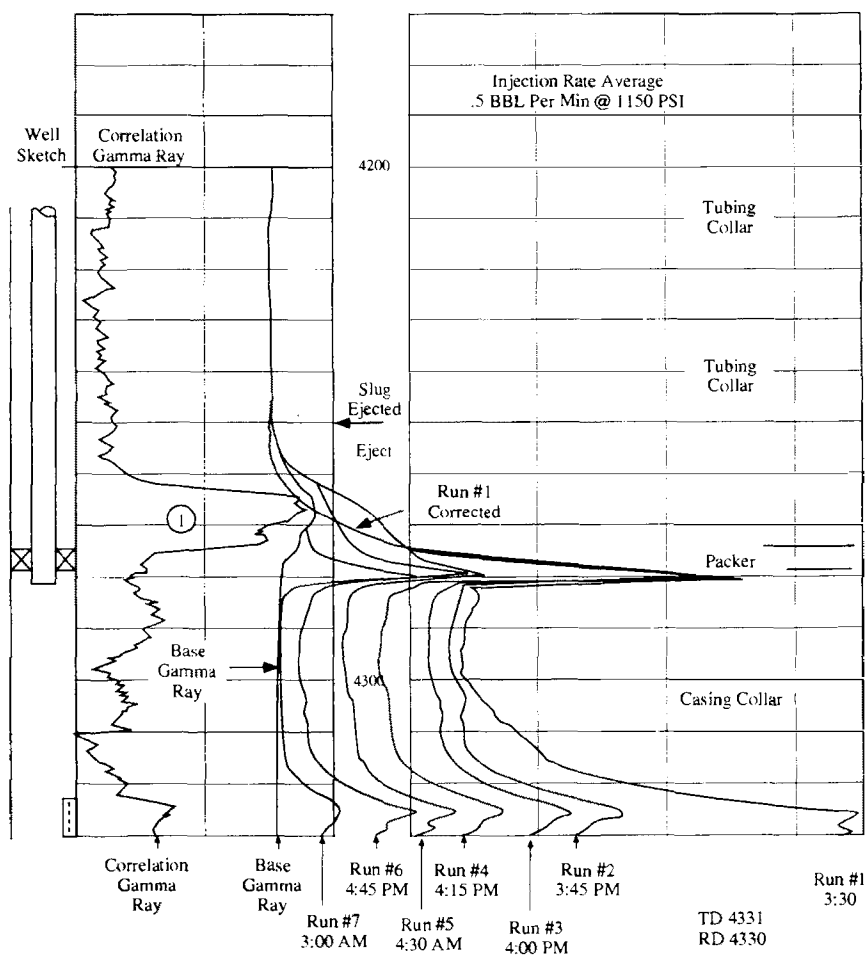 Injection Rate Average
.5 BBL Per Min @ 1150 PSI
Well
Sketch
Correlation
Gamma Ray
4200
Tubing
Collar
Tubing
Collar
Slug
Ejected
Eject
Run #1
Corrected
1
Packer
Base
Gamma
Ray
4300
Casing Collar
Correlation
Gamma
Ray
Base
Gamma
Ray
Run #7
3:00 AM
Run #6
4:45 PM
Run #5
4:30 AM
Run #4
4:15 PM
Run #3
4:00 PM
Run #2
3:45 PM
Run #1
3:30
TD 4331
RD 4330